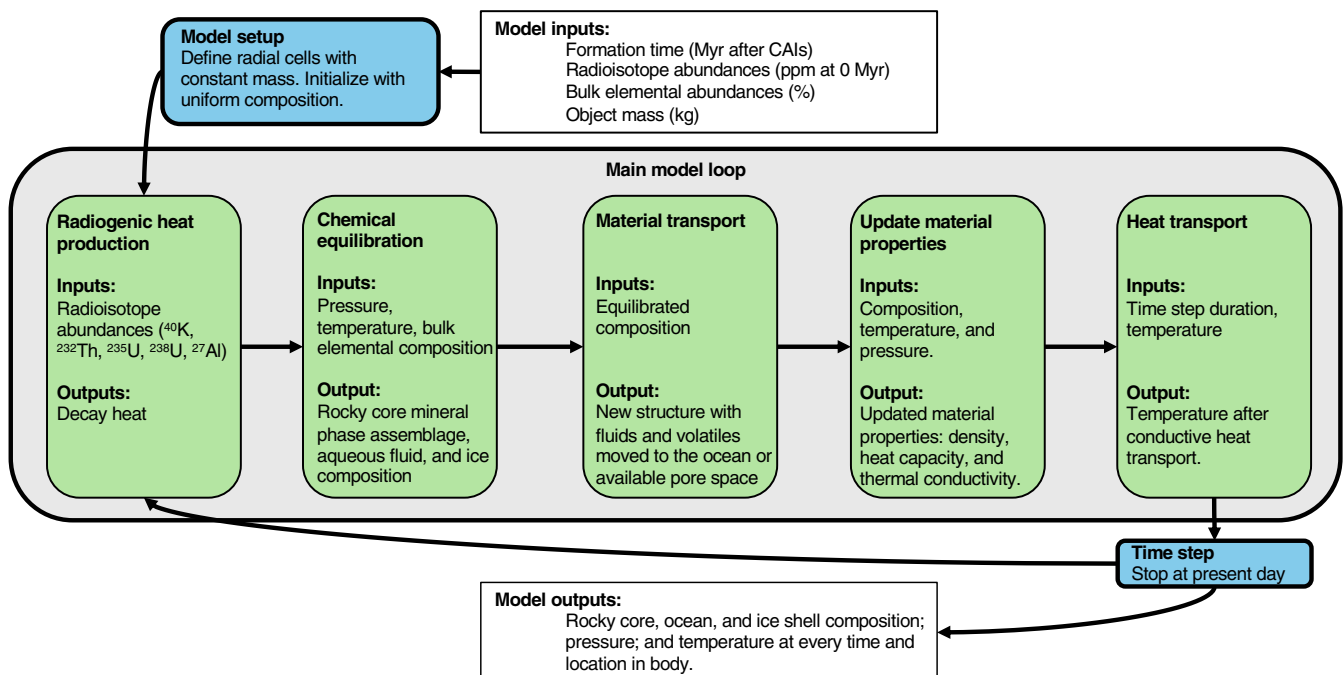 Model setup
Define radial cells with
constant mass. Initialize with
uniform composition.
Model inputs:
Formation time (Myr after CAIs)
Radioisotope abundances (ppm at 0 Myr)
Bulk elemental abundances (%)
Object mass (kg)
Main model loop
Radiogenic heat
production
Inputs:
Radioisotope
abundances (⁴⁰K,
²³²Th, ²³⁵U, ²³⁸U, ²⁷Al)
Outputs:
Decay heat
Chemical
equilibration
Inputs:
Pressure,
temperature, bulk
elemental composition
Output:
Rocky core mineral
phase assemblage,
aqueous fluid, and ice
composition
Material transport
Inputs:
Equilibrated
composition
Output:
New structure with
fluids and volatiles
moved to the ocean or
available pore space
Update material
properties
Inputs:
Composition,
temperature, and
pressure.
Output:
Updated material
properties: density,
heat capacity, and
thermal conductivity.
Heat transport
Inputs:
Time step duration,
temperature
Output:
Temperature after
conductive heat
transport.
Time step
Stop at present day
Model outputs:
Rocky core, ocean, and ice shell composition;
pressure; and temperature at every time and
location in body.